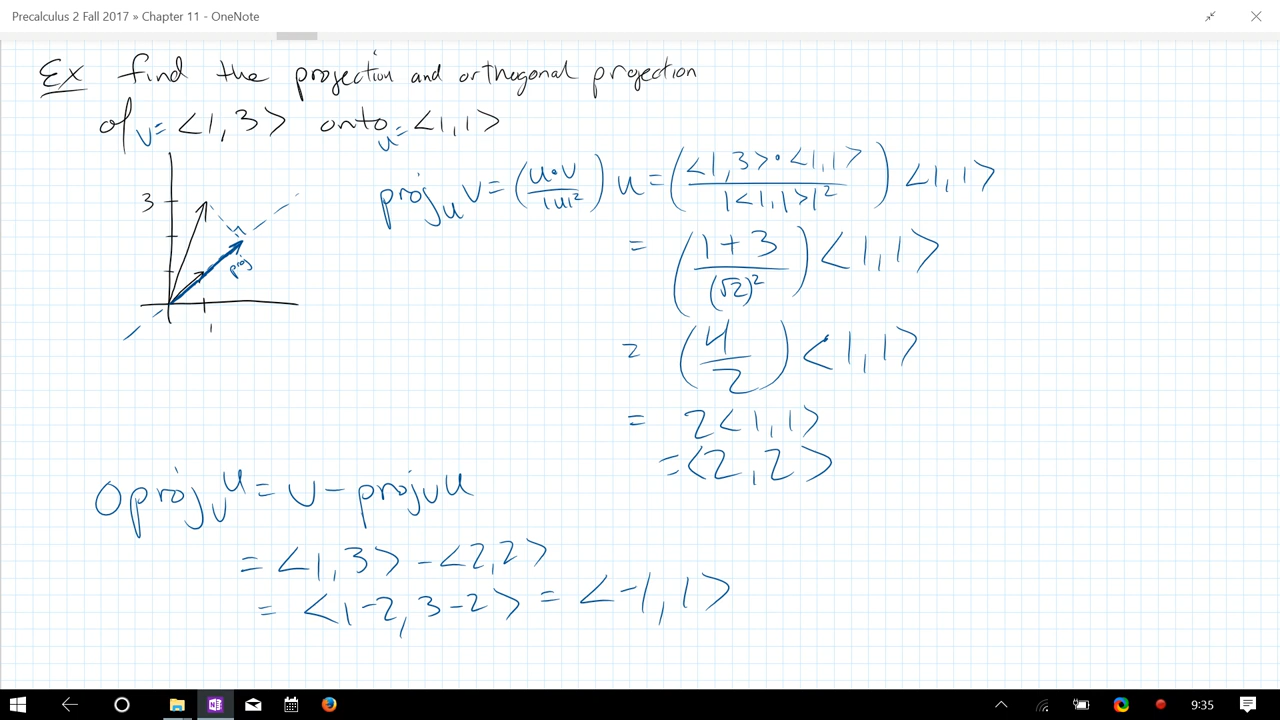 Precalculus 2 Fall 2017 » Chapter 11 - OneNote
Ex find the projection and orthogonal projection
of v= <1,3> onto u= <1,1>
proj_u v = (u·v / |u|²) u = (<1,3>·<1,1> / |<1,1>|²) <1,1>
3
proj
1
= (1+3 / (√2)²) <1,1>
= (4/2) <1,1>
= 2<1,1>
= <2,2>
Oproj_v u = v - proj_v u
= <1,3> - <2,2>
= <1-2, 3-2> = <-1,1>
9:35